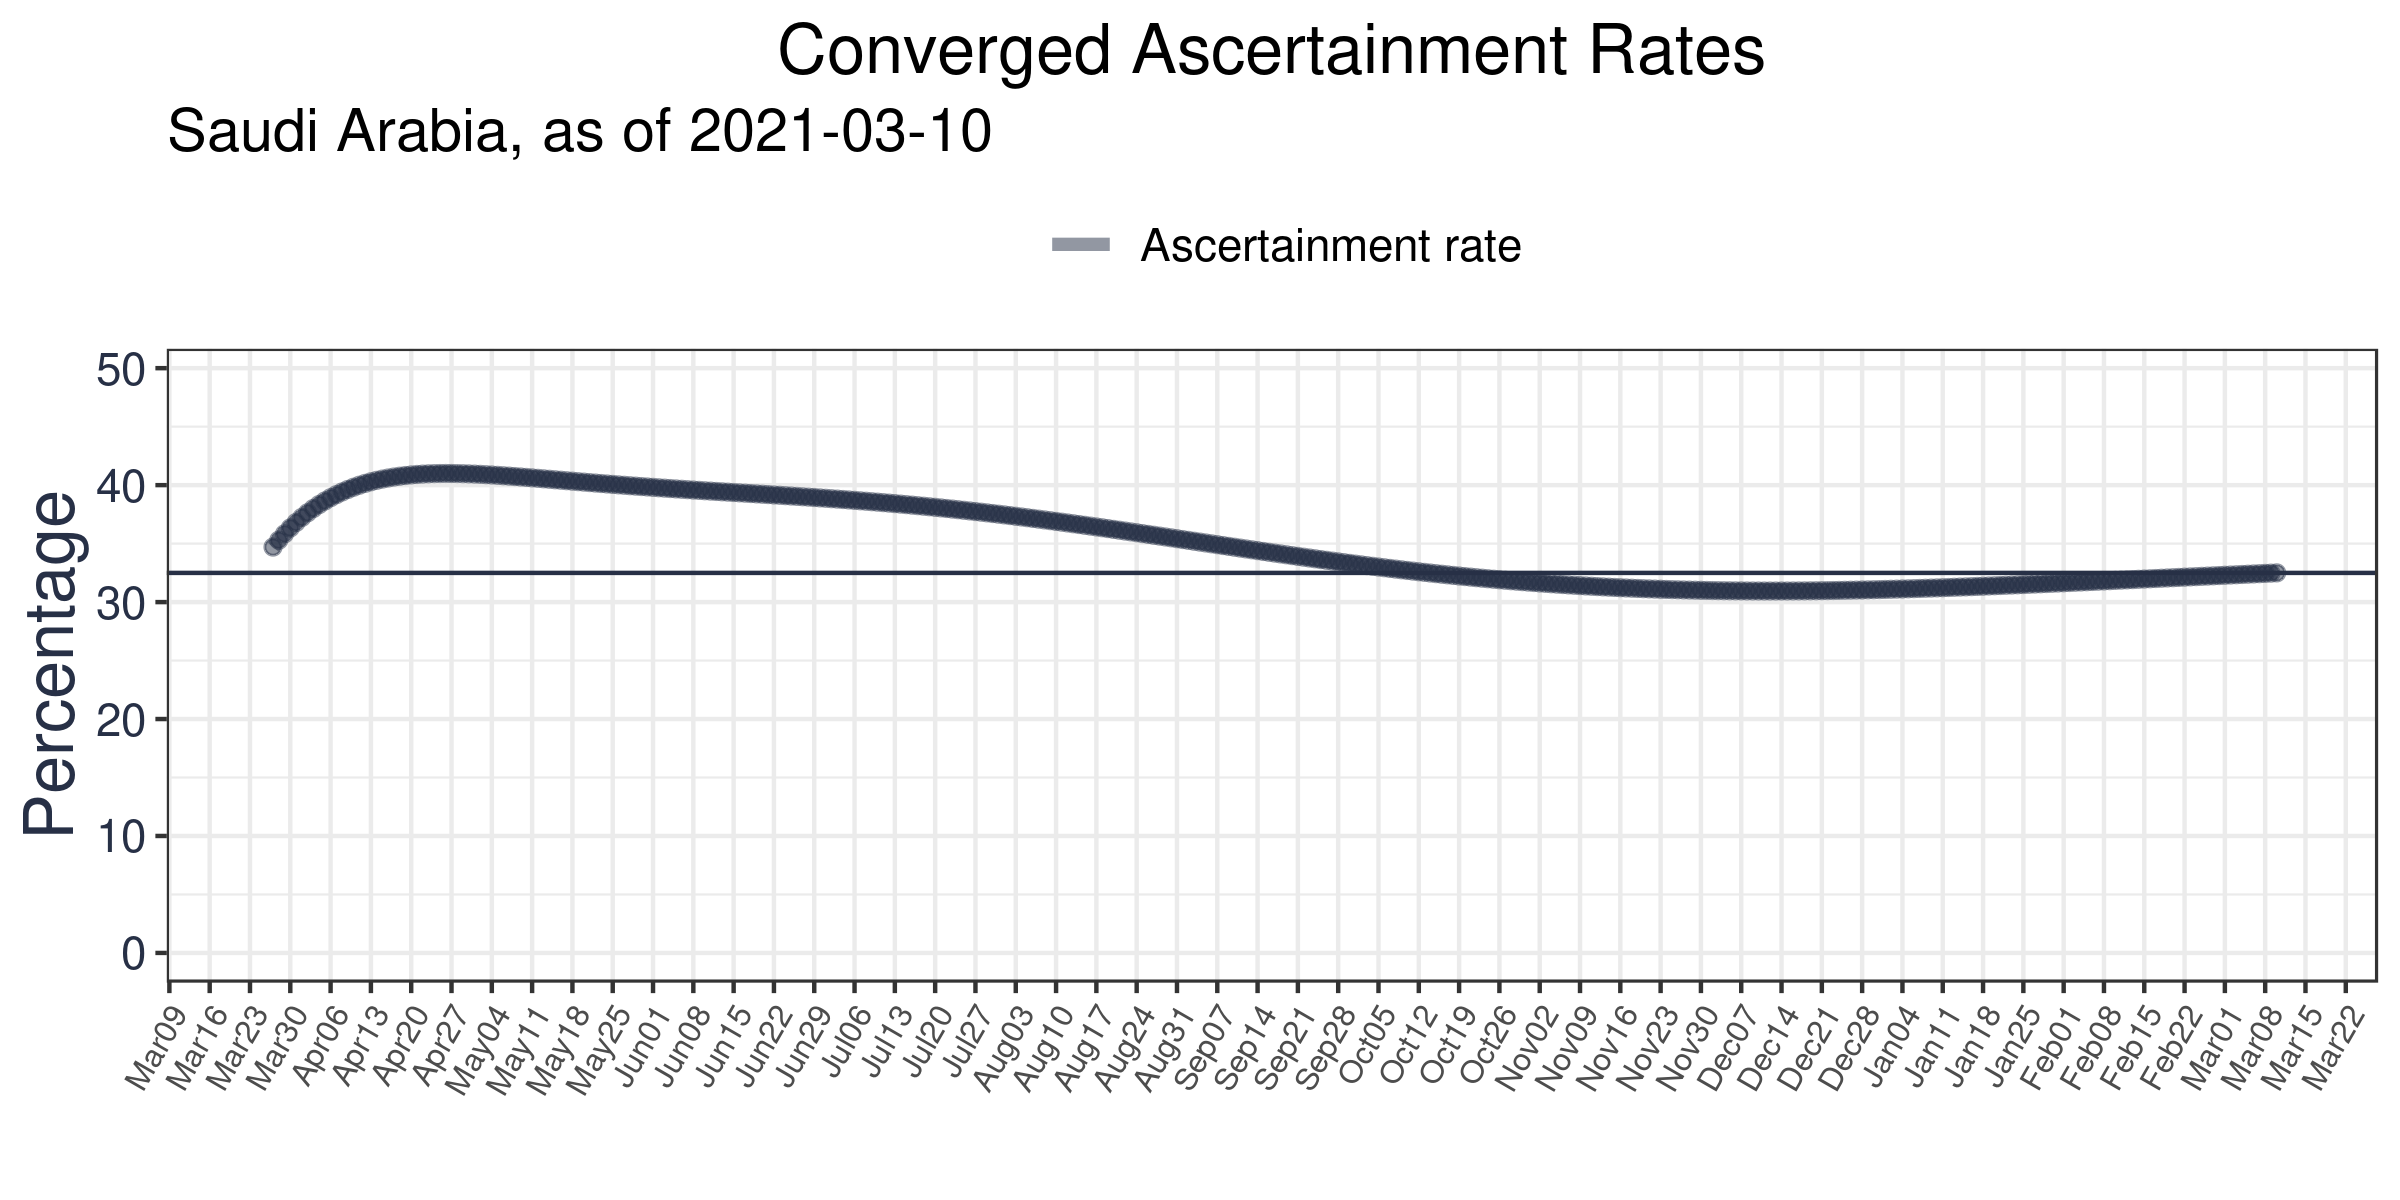 Converged Ascertainment Rates
Saudi Arabia, as of 2021-03-10
Ascertainment rate
Percentage
50
40
30
20
10
0
Mar09 Mar16 Mar23 Mar30 Apr06 Apr13 Apr20 Apr27 May04 May11 May18 May25 Jun01 Jun08 Jun15 Jun22 Jun29 Jul06 Jul13 Jul20 Jul27 Aug03 Aug10 Aug17 Aug24 Aug31 Sep07 Sep14 Sep21 Sep28 Oct05 Oct12 Oct19 Oct26 Nov02 Nov09 Nov16 Nov23 Nov30 Dec07 Dec14 Dec21 Dec28 Jan04 Jan11 Jan18 Jan25 Feb01 Feb08 Feb15 Feb22 Mar01 Mar08 Mar15 Mar22